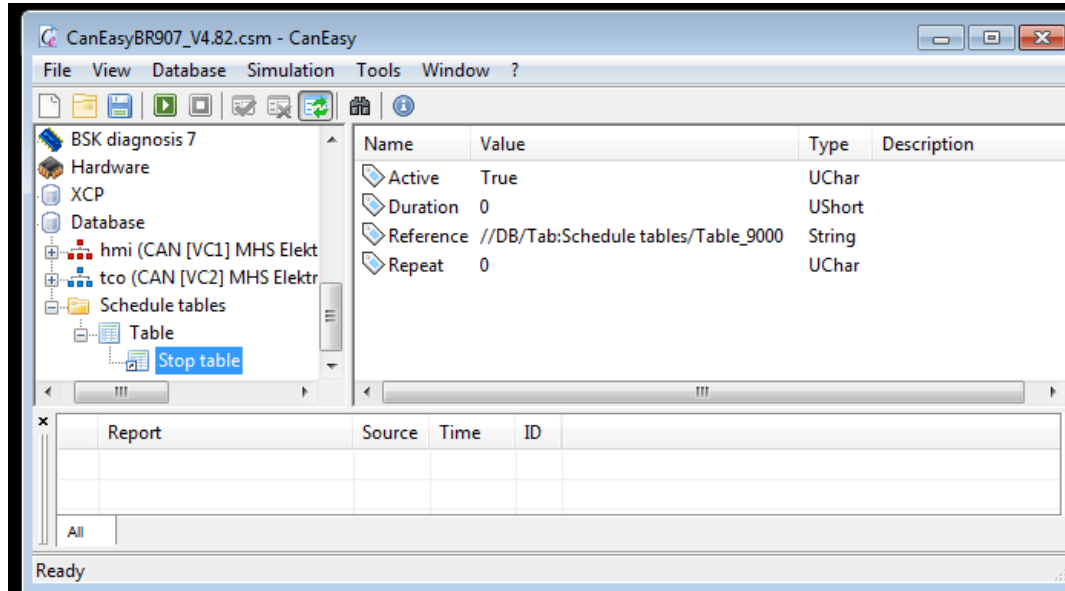 CanEasyBR907_V4.82.csm - CanEasy
File View Database Simulation Tools Window ?
BSK diagnosis 7
Hardware
XCP
Database
hmi (CAN [VC1] MHS Elekt
tco (CAN [VC2] MHS Elektr
Schedule tables
Table
Stop table
Name Value Type Description
Active True UChar
Duration 0 UShort
Reference //DB/Tab:Schedule tables/Table_9000 String
Repeat 0 UChar
Report Source Time ID
All
Ready